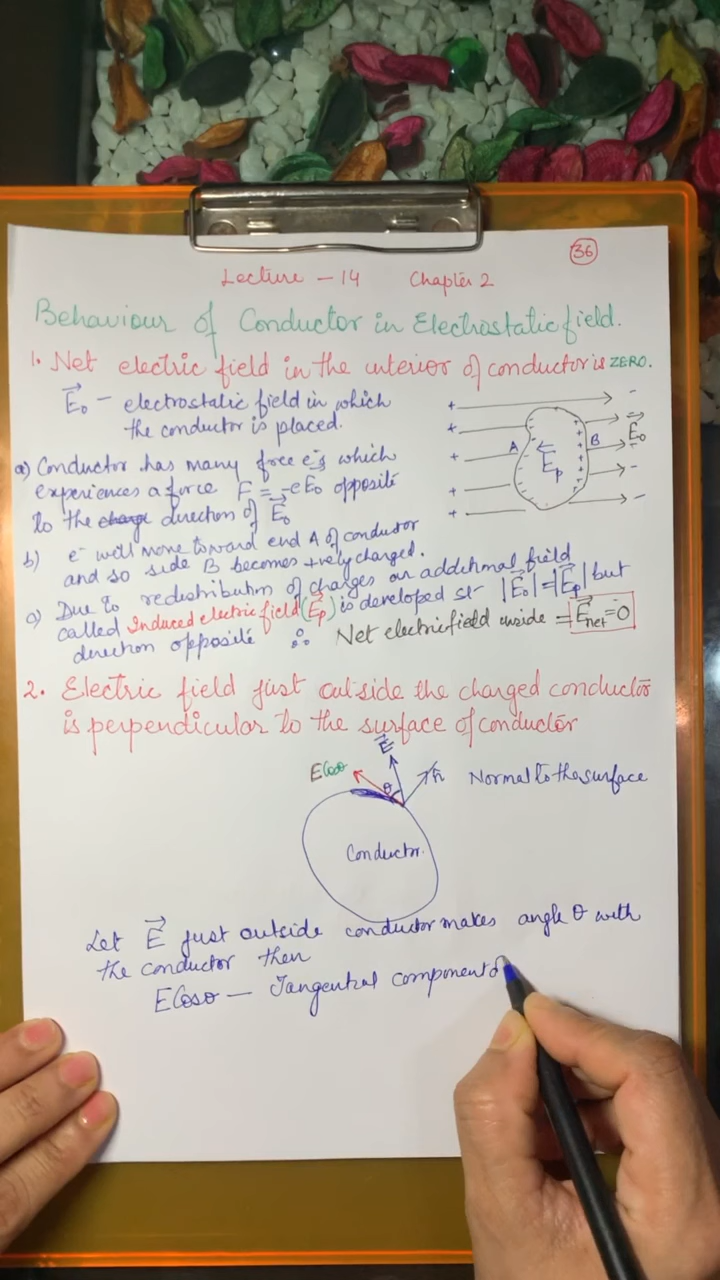 36
Lecture - 14 Chapter 2
Behaviour of Conductor in Electrostatic field.
1. Net electric field in the interior of conductor is ZERO.
E₀ - electrostatic field in which
the conductor is placed.
+ -
+ -
+ A E_p B E₀
+ -
+ -
a) Conductor has many free e⁻s which
experiences a force F = -eE₀ opposite
to the direction of E₀
b) e⁻ will move toward end A of conductor
and so side B becomes +vely charged.
c) Due to redistribution of charges an additional field
called Induced electric field (E_p) is developed st |E₀| = |E_p| but
direction opposite ∴ Net electric field inside = E_net = 0
2. Electric field just outside the charged conductor
is perpendicular to the surface of conductor
E
ECosθ θ n̂ Normal to the surface
Conductor.
Let E just outside conductor makes angle θ with
the conductor then
ECosθ - Tangential component o